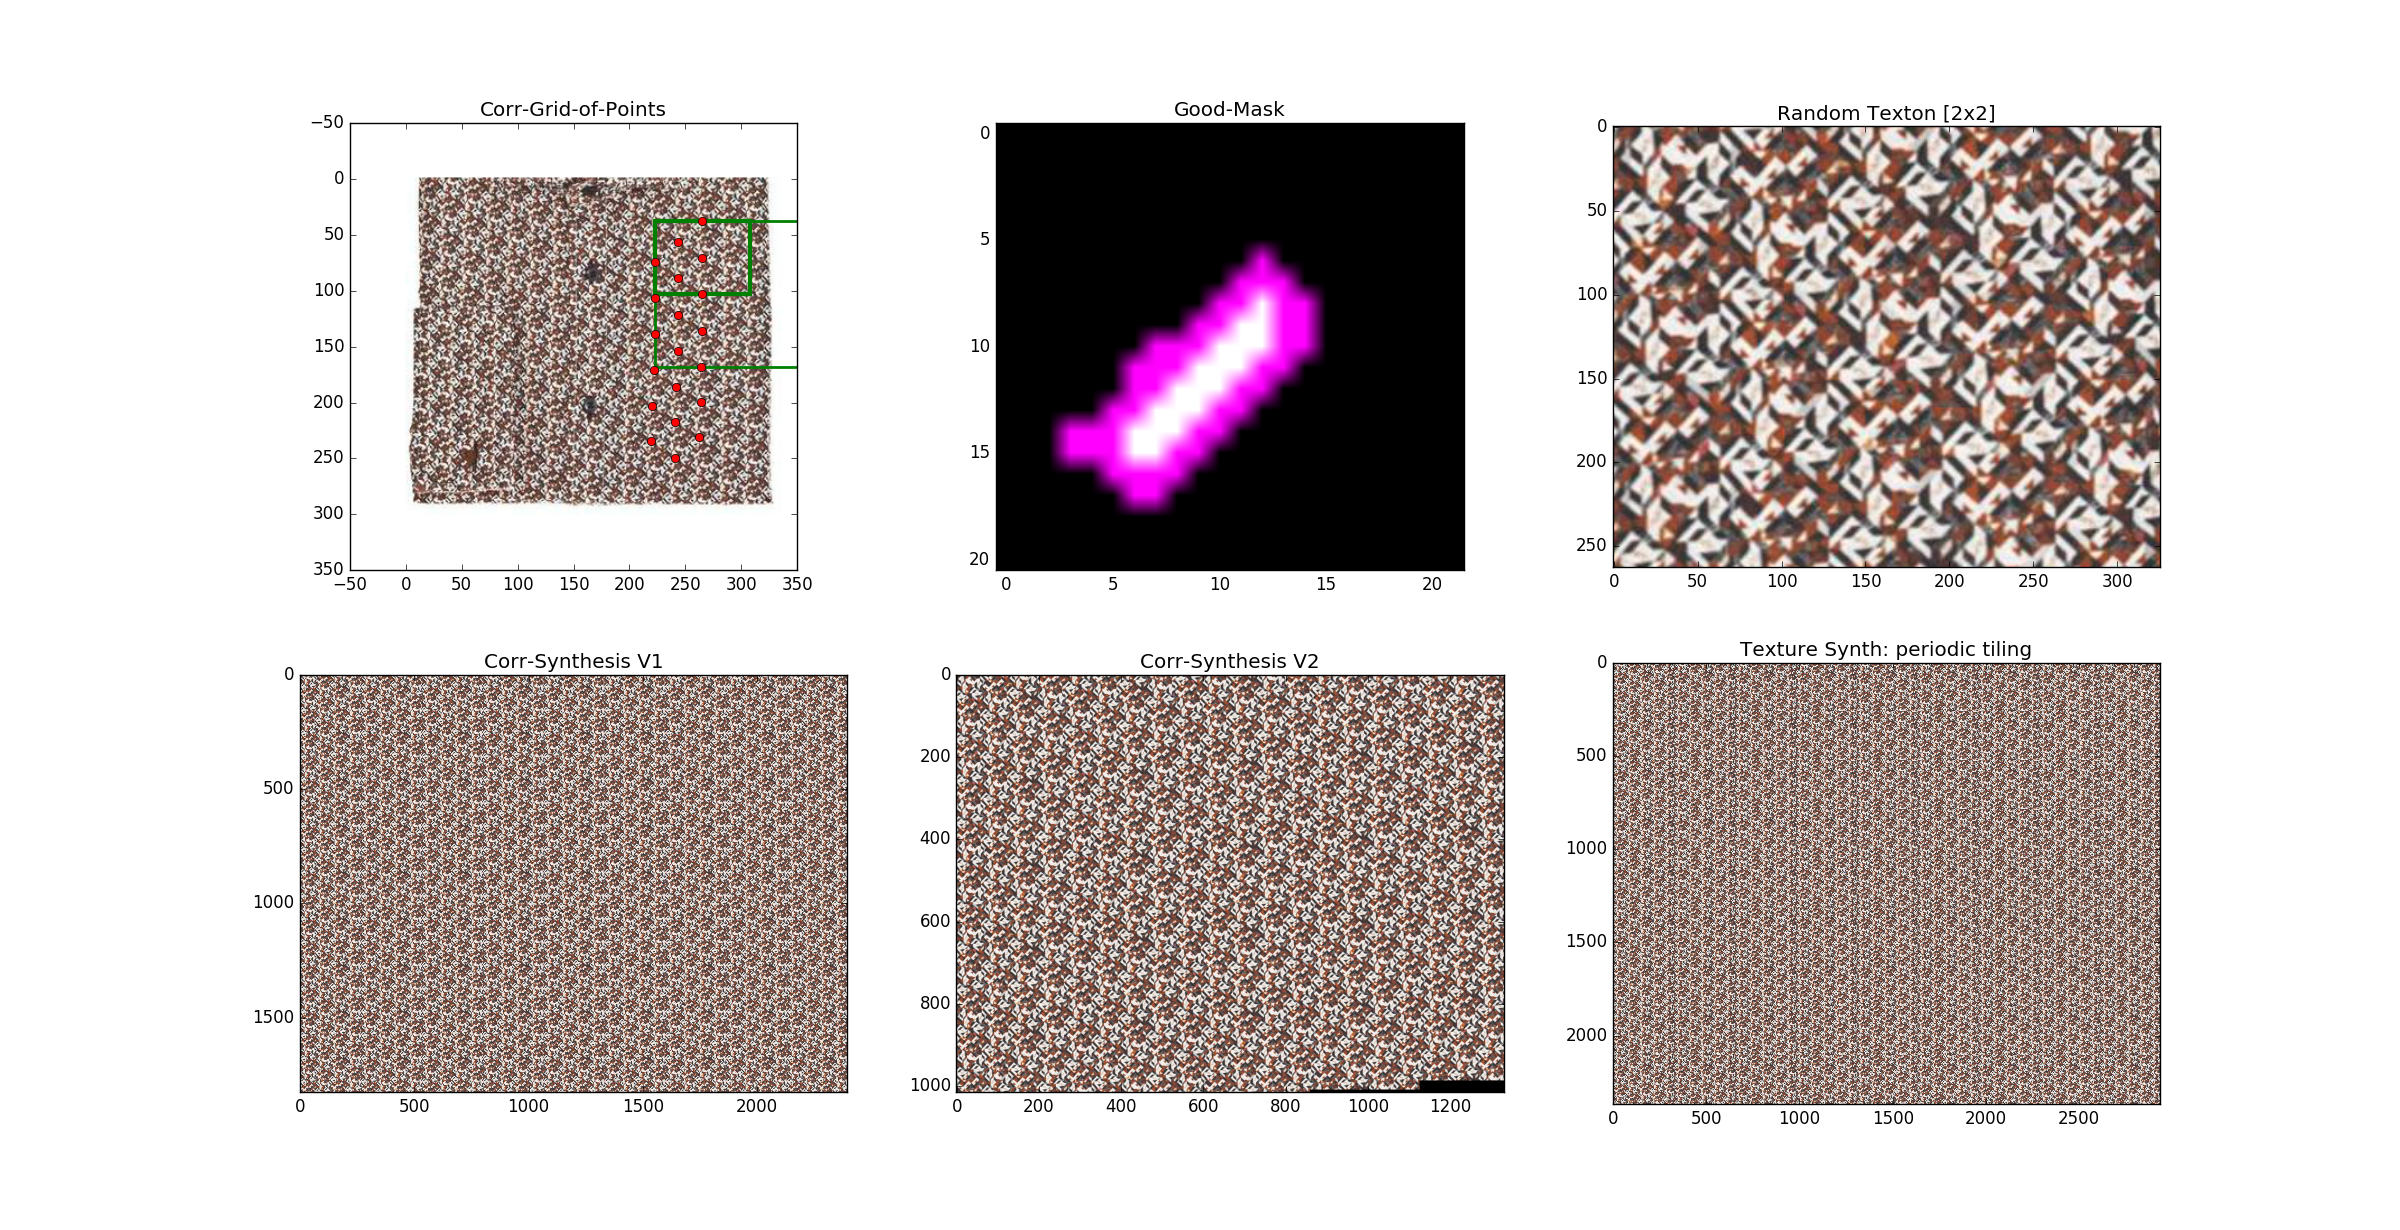 Corr-Grid-of-Points
−50
0
50
100
150
200
250
300
350
−50 0 50 100 150 200 250 300 350
Good-Mask
0
5
10
15
20
0 5 10 15 20
Random Texton [2x2]
0
50
100
150
200
250
0 50 100 150 200 250 300
Corr-Synthesis V1
0
500
1000
1500
0 500 1000 1500 2000
Corr-Synthesis V2
0
200
400
600
800
1000
0 200 400 600 800 1000 1200
Texture Synth: periodic tiling
0
500
1000
1500
2000
0 500 1000 1500 2000 2500